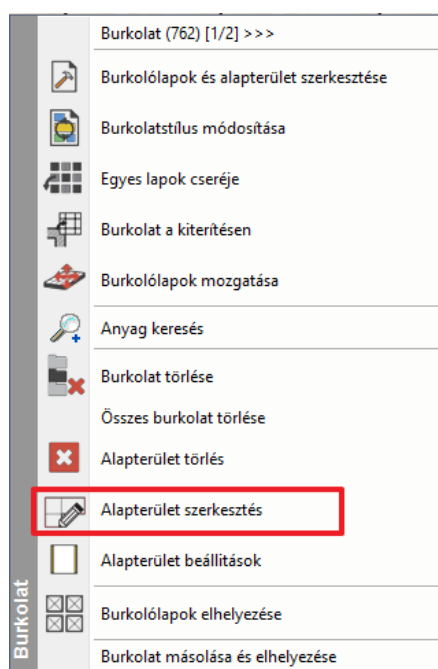 Burkolat (762) [1/2] >>>
Burkolólapok és alapterület szerkesztése
Burkolatstílus módosítása
Egyes lapok cseréje
Burkolat a kiterítésen
Burkolólapok mozgatása
Anyag keresés
Burkolat törlése
Összes burkolat törlése
Alapterület törlés
Alapterület szerkesztés
Alapterület beállitások
Burkolólapok elhelyezése
Burkolat másolása és elhelyezése
Burkolat